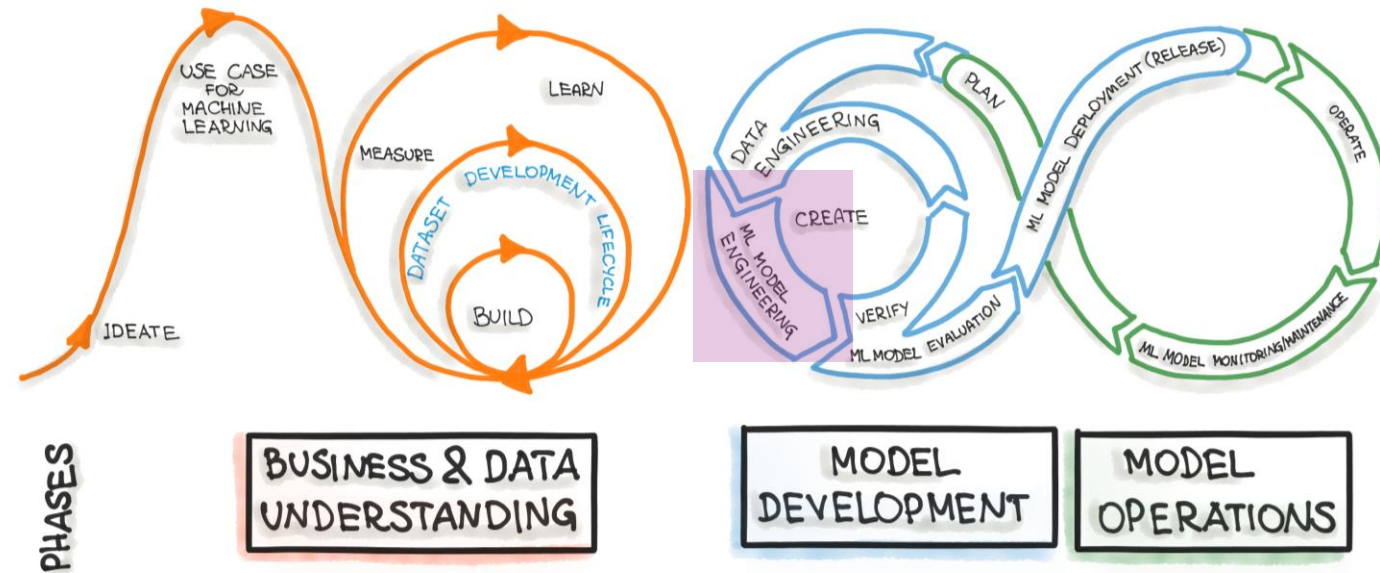 IDEATE
USE CASE
FOR
MACHINE
LEARNING
MEASURE
LEARN
DATASET DEVELOPMENT LIFECYCLE
BUILD
DATA
ENGINEERING
PLAN
CREATE
ML MODEL
ENGINEERING
VERIFY
ML MODEL EVALUATION
ML MODEL DEPLOYMENT (RELEASE)
OPERATE
ML MODEL MONITORING/MAINTENANCE
PHASES
BUSINESS & DATA
UNDERSTANDING
MODEL
DEVELOPMENT
MODEL
OPERATIONS